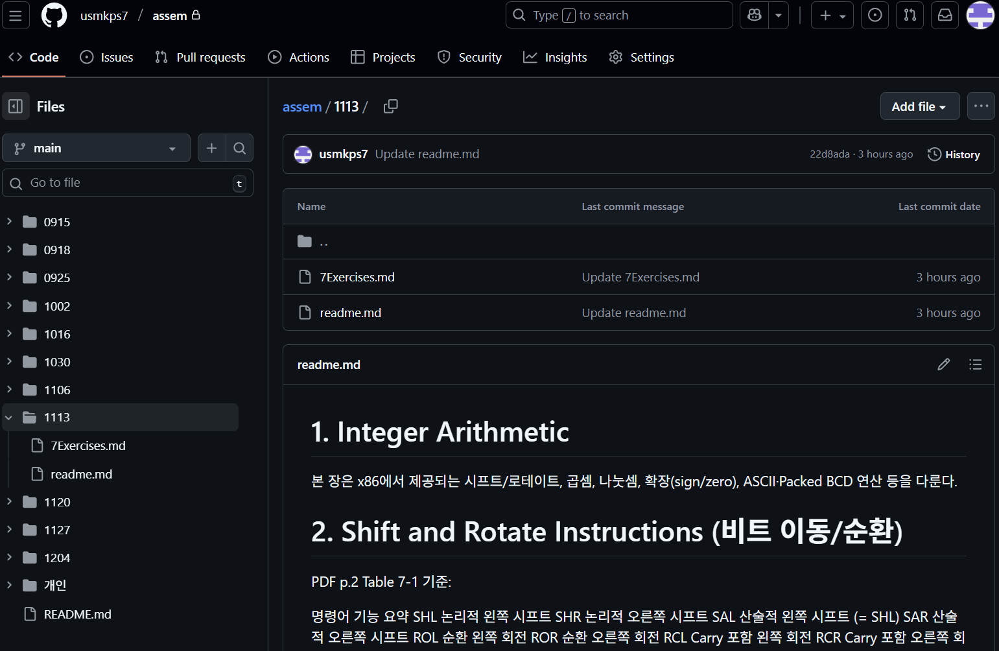 usmkps7 / assem
Type / to search
Code
Issues
Pull requests
Actions
Projects
Security
Insights
Settings
Files
main
Go to file
t
0915
0918
0925
1002
1016
1030
1106
1113
7Exercises.md
readme.md
1120
1127
1204
개인
README.md
assem / 1113 /
Add file
usmkps7 Update readme.md
22d8ada · 3 hours ago
History
Name Last commit message Last commit date
..
7Exercises.md Update 7Exercises.md 3 hours ago
readme.md Update readme.md 3 hours ago
readme.md
1. Integer Arithmetic
본 장은 x86에서 제공되는 시프트/로테이트, 곱셈, 나눗셈, 확장(sign/zero), ASCII·Packed BCD 연산 등을 다룬다.
2. Shift and Rotate Instructions (비트 이동/순환)
PDF p.2 Table 7-1 기준:
명령어 기능 요약 SHL 논리적 왼쪽 시프트 SHR 논리적 오른쪽 시프트 SAL 산술적 왼쪽 시프트 (= SHL) SAR 산술
적 오른쪽 시프트 ROL 순환 왼쪽 회전 ROR 순환 오른쪽 회전 RCL Carry 포함 왼쪽 회전 RCR Carry 포함 오른쪽 회